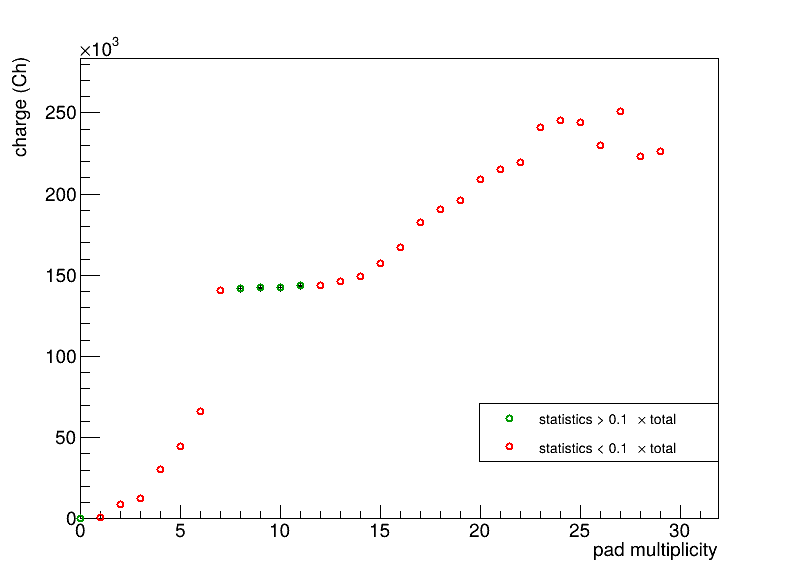 ×10³
charge (Ch)
250
200
150
100
50
0
0 5 10 15 20 25 30
pad multiplicity
statistics > 0.1 × total
statistics < 0.1 × total